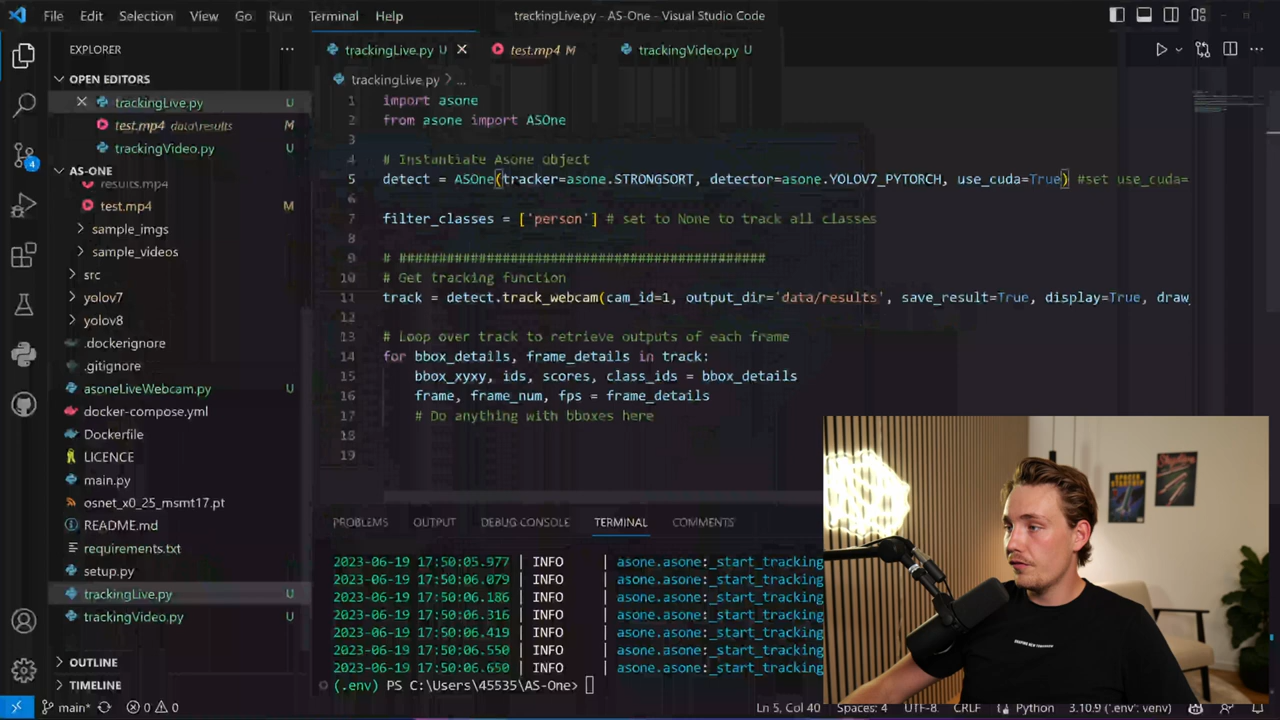 File Edit Selection View Go Run Terminal Help
trackingLive.py - AS-One - Visual Studio Code
EXPLORER
OPEN EDITORS
trackingLive.py U
test.mp4 data\results M
trackingVideo.py U
AS-ONE
results.mp4
test.mp4 M
sample_imgs
sample_videos
src
yolov7
yolov8
.dockerignore
.gitignore
asoneLiveWebcam.py U
docker-compose.yml
Dockerfile
LICENCE
main.py
osnet_x0_25_msmt17.pt
README.md
requirements.txt
setup.py
trackingLive.py U
trackingVideo.py U
OUTLINE
TIMELINE
trackingLive.py U
test.mp4 M
trackingVideo.py U
trackingLive.py > ...
1 import asone
2 from asone import ASOne
3
4 # Instantiate Asone object
5 detect = ASOne(tracker=asone.STRONGSORT, detector=asone.YOLOV7_PYTORCH, use_cuda=True) #set use_cuda=
6
7 filter_classes = ['person'] # set to None to track all classes
8
9 # ##############################################
10 # Get tracking function
11 track = detect.track_webcam(cam_id=1, output_dir='data/results', save_result=True, display=True, draw_
12
13 # Loop over track to retrieve outputs of each frame
14 for bbox_details, frame_details in track:
15 bbox_xyxy, ids, scores, class_ids = bbox_details
16 frame, frame_num, fps = frame_details
17 # Do anything with bboxes here
18
19
PROBLEMS OUTPUT DEBUG CONSOLE TERMINAL COMMENTS
2023-06-19 17:50:05.977 | INFO | asone.asone:_start_tracking
2023-06-19 17:50:06.079 | INFO | asone.asone:_start_tracking
2023-06-19 17:50:06.186 | INFO | asone.asone:_start_tracking
2023-06-19 17:50:06.316 | INFO | asone.asone:_start_tracking
2023-06-19 17:50:06.419 | INFO | asone.asone:_start_tracking
2023-06-19 17:50:06.550 | INFO | asone.asone:_start_tracking
2023-06-19 17:50:06.650 | INFO | asone.asone:_start_tracking
(.env) PS C:\Users\45535\AS-One>
4
main* 0 0
Ln 5, Col 40 Spaces: 4 UTF-8 CRLF Python 3.10.9 ('.env': venv)